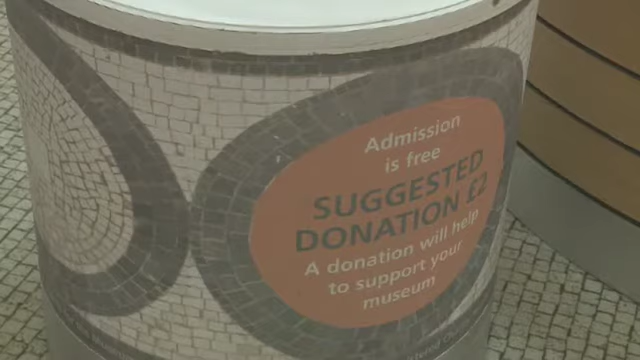 Admission
is free
SUGGESTED
DONATION £2
A donation will help
to support your
museum